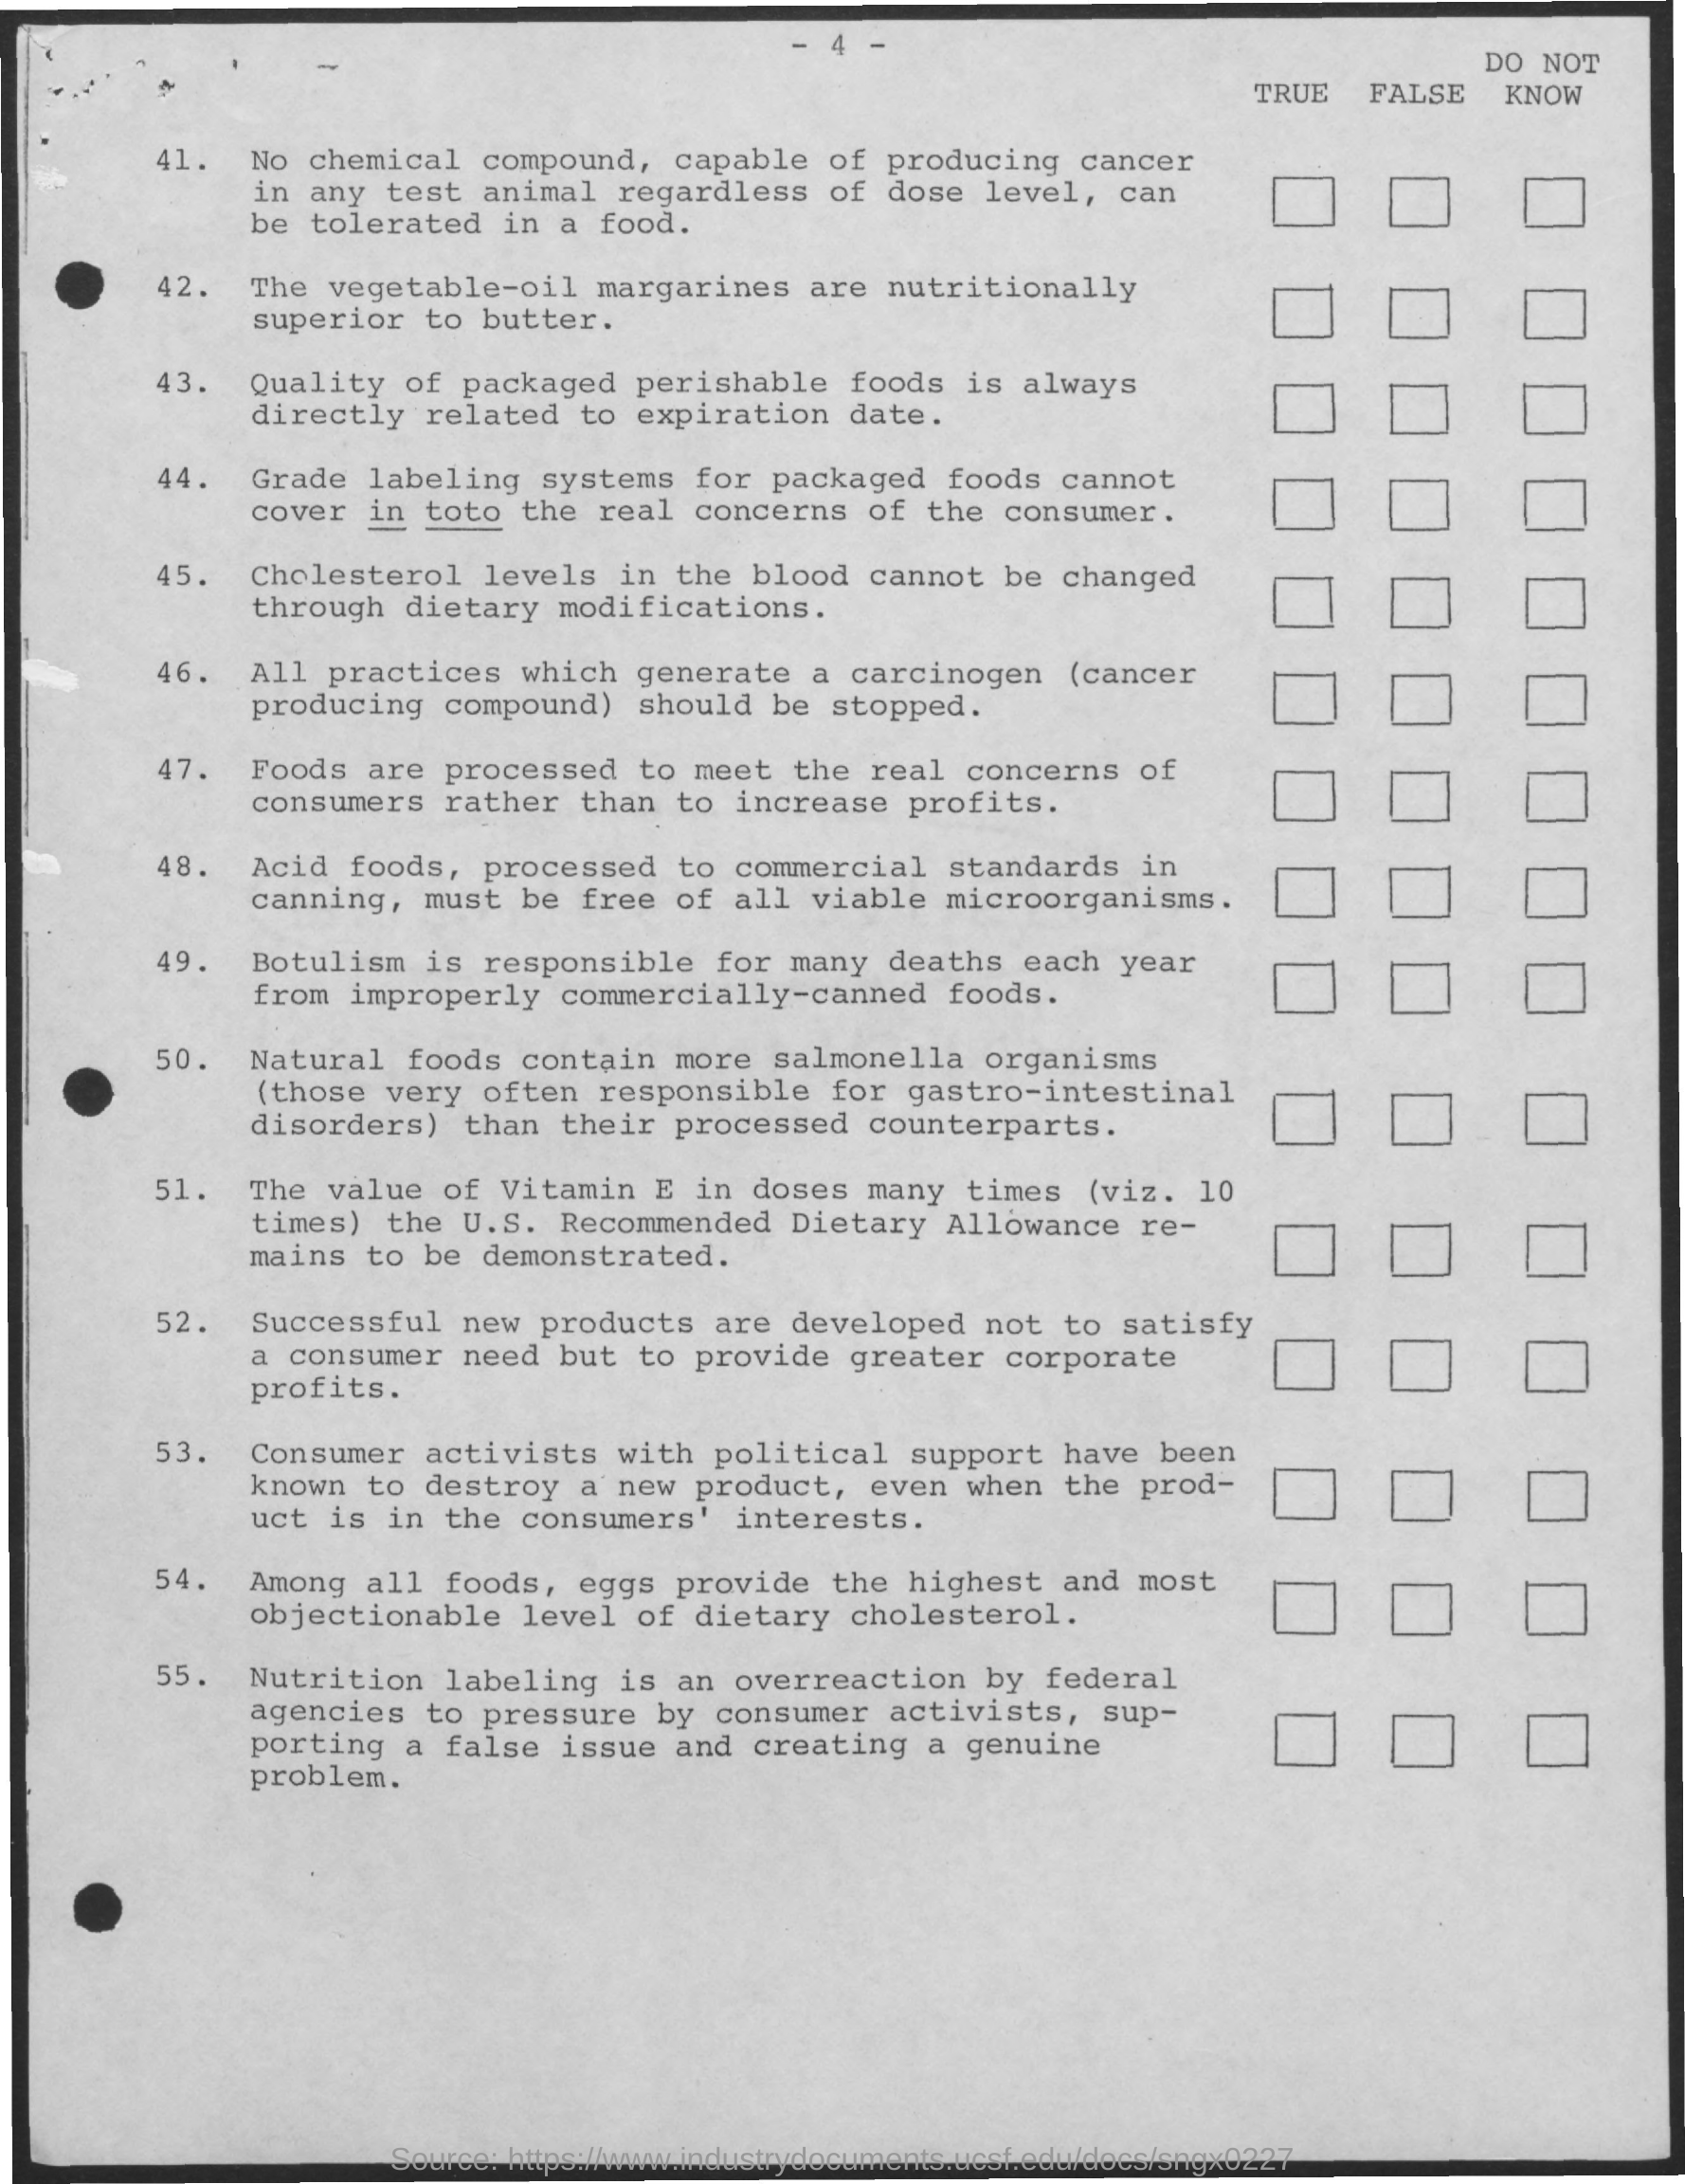 - 4 -
DO NOT
TRUE FALSE KNOW
41. No chemical compound, capable of producing cancer
in any test animal regardless of dose level, can
be tolerated in a food.
42. The vegetable-oil margarines are nutritionally
superior to butter.
43. Quality of packaged perishable foods is always
directly related to expiration date.
44. Grade labeling systems for packaged foods cannot
cover in toto the real concerns of the consumer.
45. Cholesterol levels in the blood cannot be changed
through dietary modifications.
46. All practices which generate a carcinogen (cancer
producing compound) should be stopped.
47. Foods are processed to meet the real concerns of
consumers rather than to increase profits.
48. Acid foods, processed to commercial standards in
canning, must be free of all viable microorganisms.
49. Botulism is responsible for many deaths each year
from improperly commercially-canned foods.
50. Natural foods contain more salmonella organisms
(those very often responsible for gastro-intestinal
disorders) than their processed counterparts.
51. The value of Vitamin E in doses many times (viz. 10
times) the U.S. Recommended Dietary Allowance re-
mains to be demonstrated.
52. Successful new products are developed not to satisfy
a consumer need but to provide greater corporate
profits.
53. Consumer activists with political support have been
known to destroy a new product, even when the prod-
uct is in the consumers' interests.
54. Among all foods, eggs provide the highest and most
objectionable level of dietary cholesterol.
55. Nutrition labeling is an overreaction by federal
agencies to pressure by consumer activists, sup-
porting a false issue and creating a genuine
problem.
Source: https://www.industrydocuments.ucsf.edu/docs/sngx0227